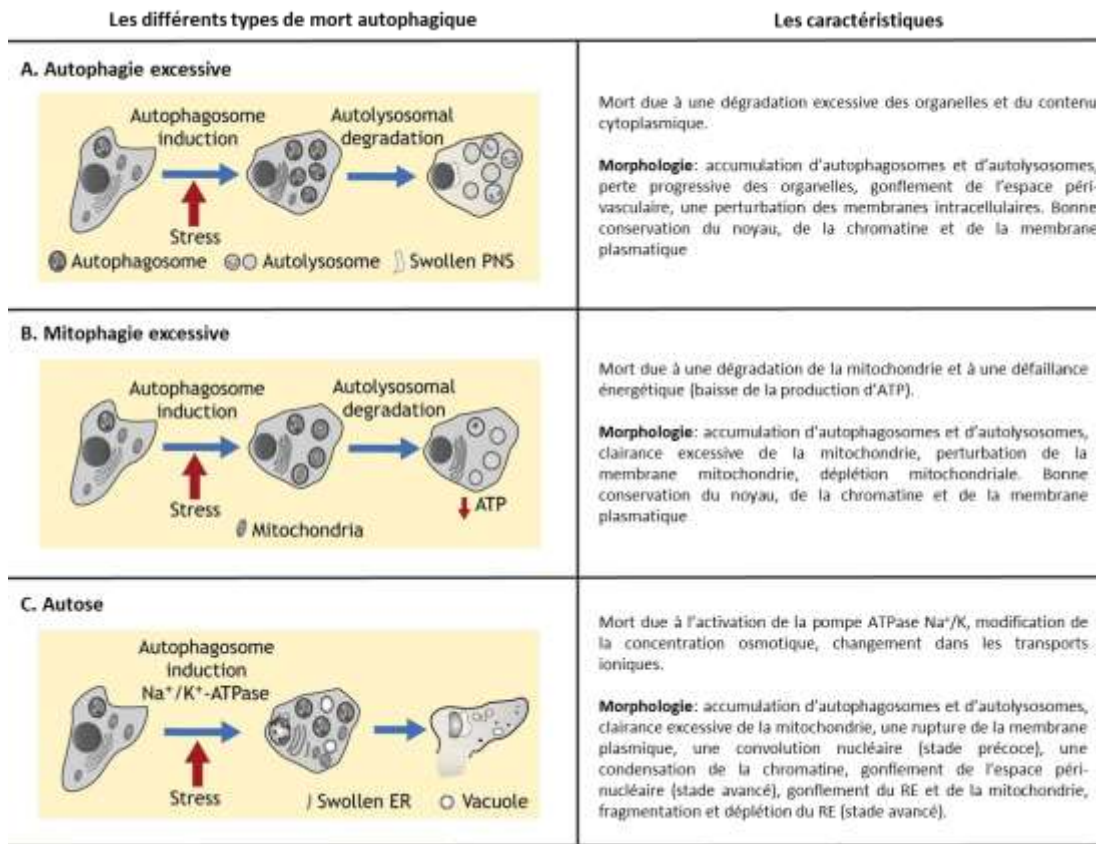 Les différents types de mort autophagique
Les caractéristiques
A. Autophagie excessive
Autophagosome
induction
Autolysosomal
degradation
Stress
Autophagosome
Autolysosome
Swollen PNS
Mort due à une dégradation excessive des organelles et du contenu
cytoplasmique.
Morphologie: accumulation d'autophagosomes et d'autolysosomes,
perte progressive des organelles, gonflement de l'espace péri-
vasculaire, une perturbation des membranes intracellulaires. Bonne
conservation du noyau, de la chromatine et de la membrane
plasmatique
B. Mitophagie excessive
Autophagosome
induction
Autolysosomal
degradation
Stress
ATP
Mitochondria
Mort due à une dégradation de la mitochondrie et à une défaillance
énergétique (baisse de la production d'ATP).
Morphologie: accumulation d'autophagosomes et d'autolysosomes,
clairance excessive de la mitochondrie, perturbation de la
membrane mitochondrie, déplétion mitochondriale. Bonne
conservation du noyau, de la chromatine et de la membrane
plasmatique
C. Autose
Autophagosome
induction
Na⁺/K⁺-ATPase
Stress
Swollen ER
Vacuole
Mort due à l'activation de la pompe ATPase Na⁺/K, modification de
la concentration osmotique, changement dans les transports
ioniques.
Morphologie: accumulation d'autophagosomes et d'autolysosomes,
clairance excessive de la mitochondrie, une rupture de la membrane
plasmique, une convolution nucléaire (stade précoce), une
condensation de la chromatine, gonflement de l'espace péri-
nucléaire (stade avancé), gonflement du RE et de la mitochondrie,
fragmentation et déplétion du RE (stade avancé).